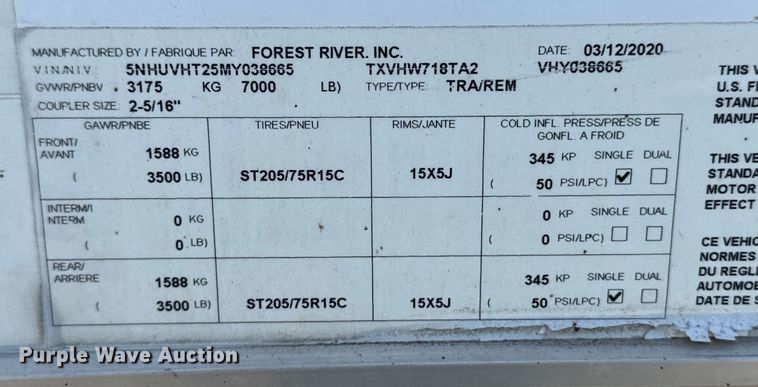 MANUFACTURED BY / FABRIQUE PAR: FOREST RIVER. INC. DATE: 03/12/2020
V.I.N./N.I.V.: 5NHUVHT25MY038665 TXVHW718TA2 VHY038665
GVWR/PNBV 3175 KG 7000 LB) TYPE/TYPE: TRA/REM
COUPLER SIZE: 2-5/16"
GAWR/PNBE TIRES/PNEU RIMS/JANTE COLD INFL. PRESS/PRESS DE
GONFL. A FROID
FRONT/
AVANT 1588 KG 345 KP SINGLE DUAL
( 3500 LB) ST205/75R15C 15X5J ( 50 PSI/LPC)
INTERM/I
NTERM. 0 KG 0 KP SINGLE DUAL
( 0 LB) ( 0 PSI/LPC)
REAR/
ARRIERE 1588 KG 345 KP SINGLE DUAL
( 3500 LB) ST205/75R15C 15X5J ( 50 PSI/LPC)
THIS V
U.S. F
STAND
MANUF
THIS VE
STANDA
MOTOR
EFFECT
CE VEHIC
NORMES
DU REGLE
AUTOMOE
DATE DE S
Purple Wave Auction